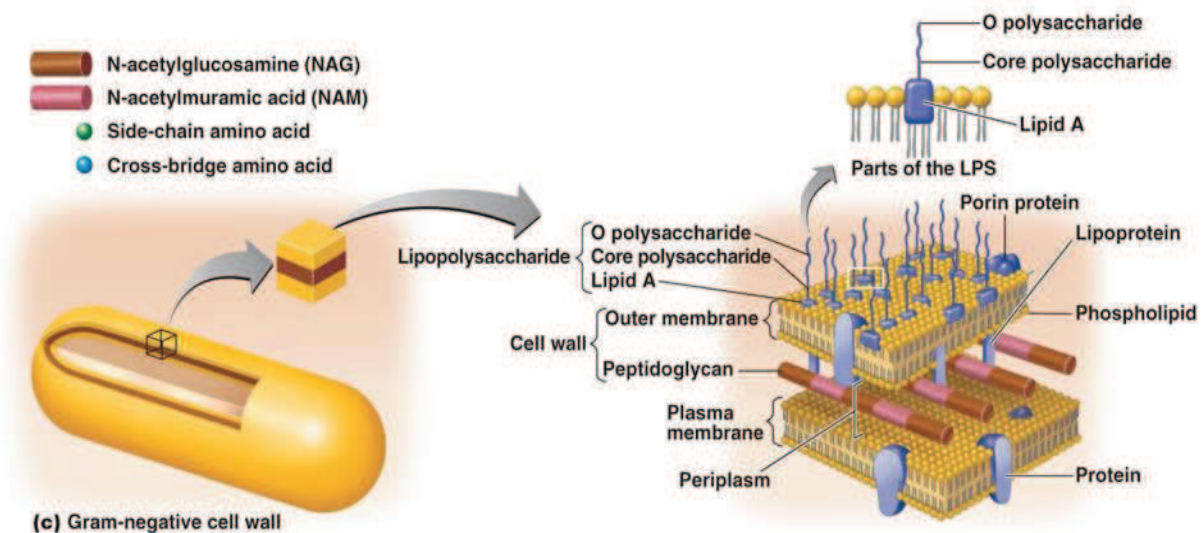 N-acetylglucosamine (NAG)
N-acetylmuramic acid (NAM)
Side-chain amino acid
Cross-bridge amino acid
O polysaccharide
Core polysaccharide
Lipid A
Parts of the LPS
Porin protein
Lipoprotein
Lipopolysaccharide
O polysaccharide
Core polysaccharide
Lipid A
Phospholipid
Cell wall
Outer membrane
Peptidoglycan
Plasma
membrane
Periplasm
Protein
(c) Gram-negative cell wall